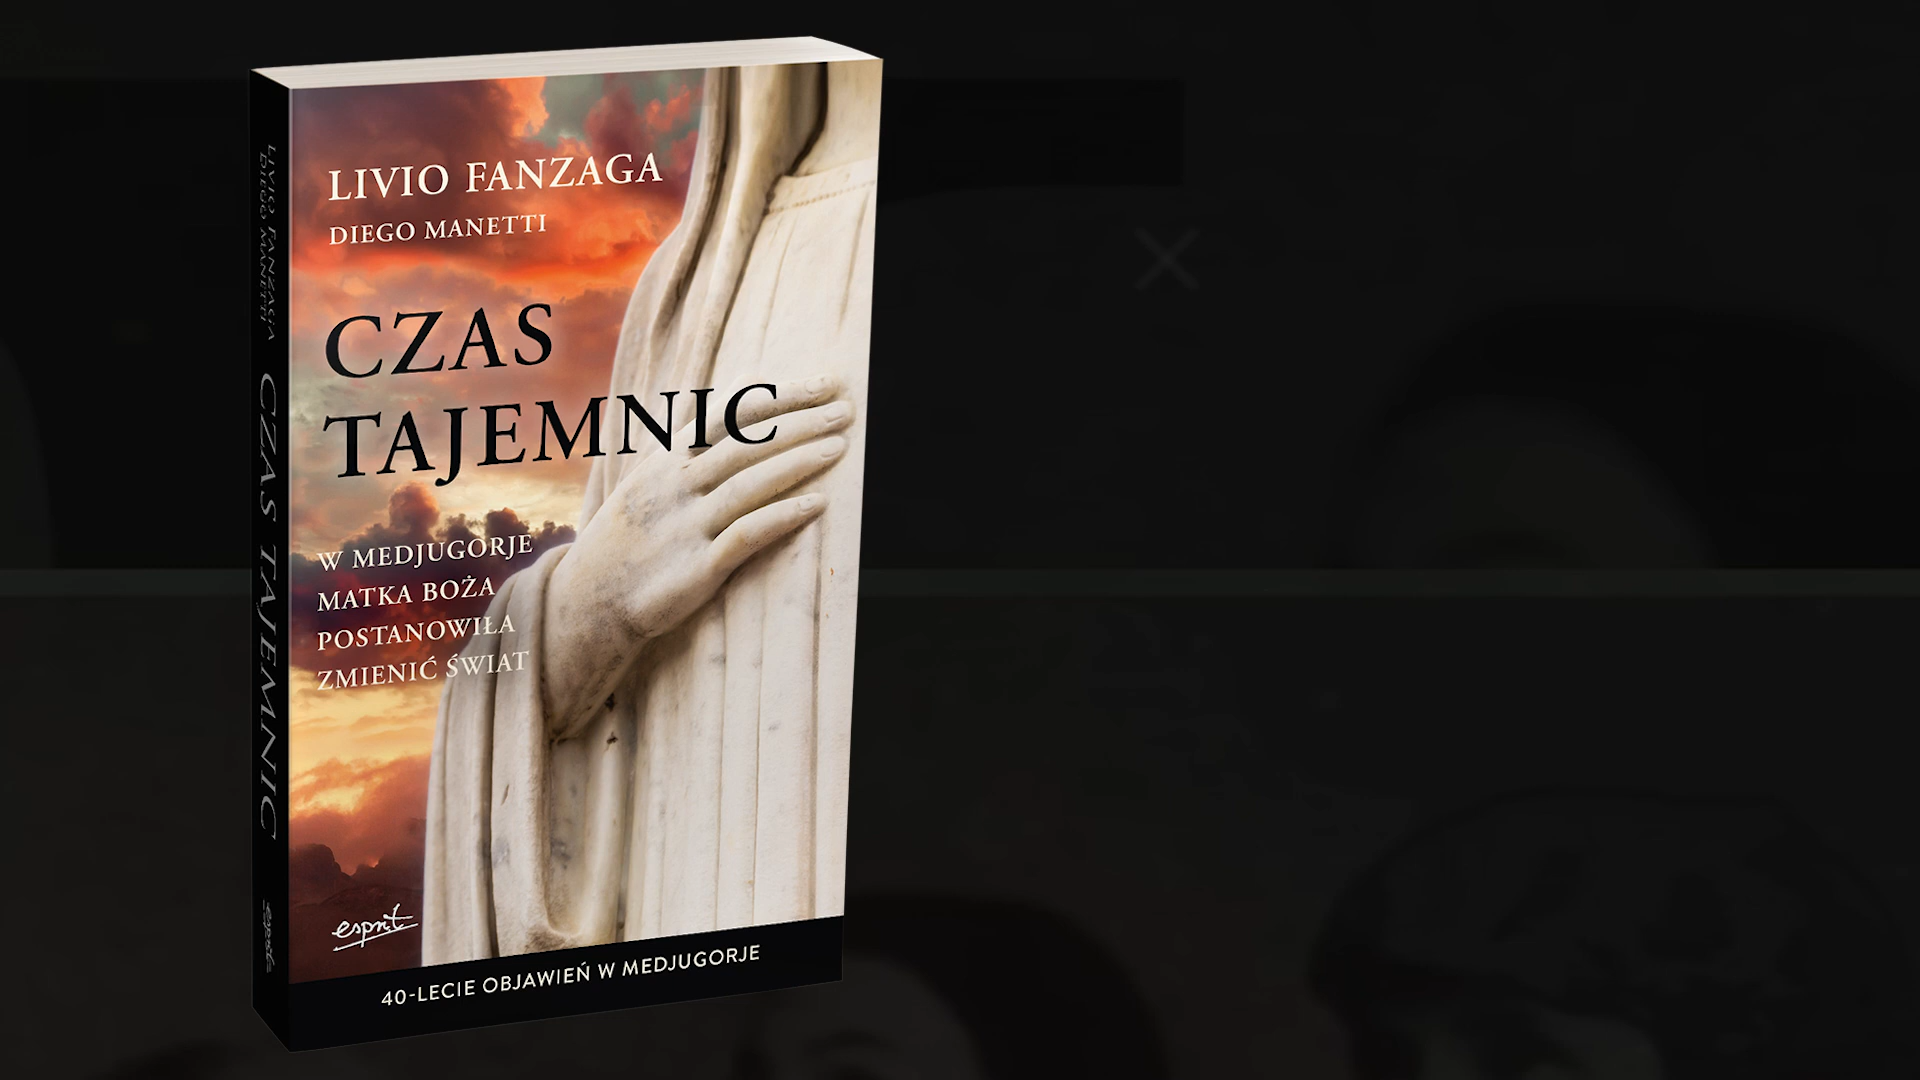 LIVIO FANZAGA
DIEGO MANETTI
CZAS
TAJEMNIC
W MEDJUGORJE
MATKA BOŻA
POSTANOWIŁA
ZMIENIĆ ŚWIAT
esprit
40-LECIE OBJAWIEŃ W MEDJUGORJE
LIVIO FANZAGA
DIEGO MANETTI
CZAS TAJEMNIC
esprit